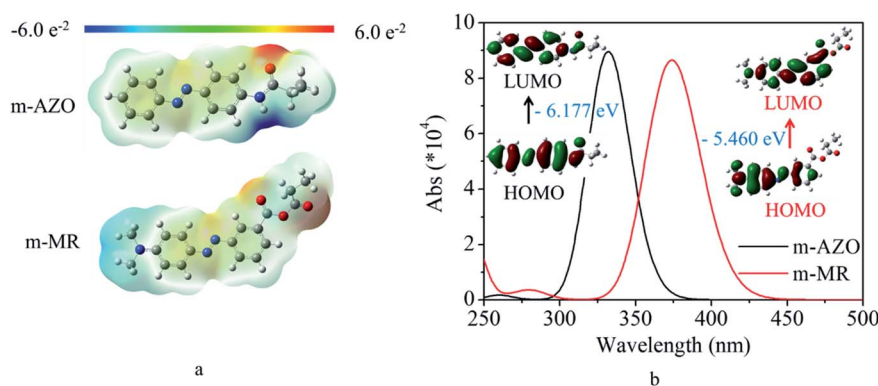 -6.0 e⁻²
6.0 e⁻²
m-AZO
m-MR
a
Abs (*10⁴)
10
8
6
4
2
0
LUMO
- 6.177 eV
HOMO
LUMO
- 5.460 eV
HOMO
m-AZO
m-MR
250 300 350 400 450 500
Wavelength (nm)
b